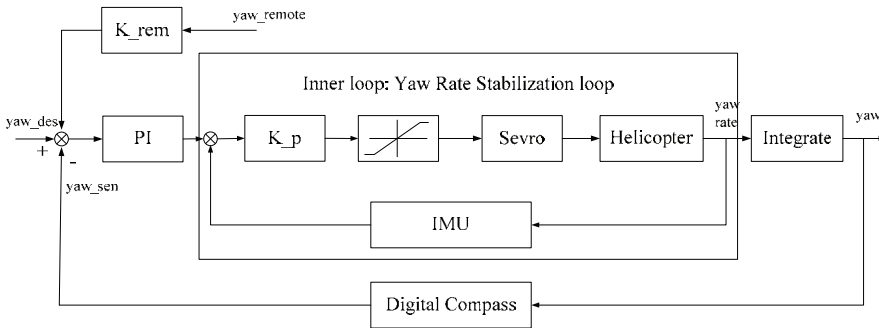 yaw_remote
K_rem
Inner loop: Yaw Rate Stabilization loop
yaw_des
+
-
PI
K_p
Sevro
Helicopter
yaw
rate
Integrate
yaw
yaw_sen
IMU
Digital Compass